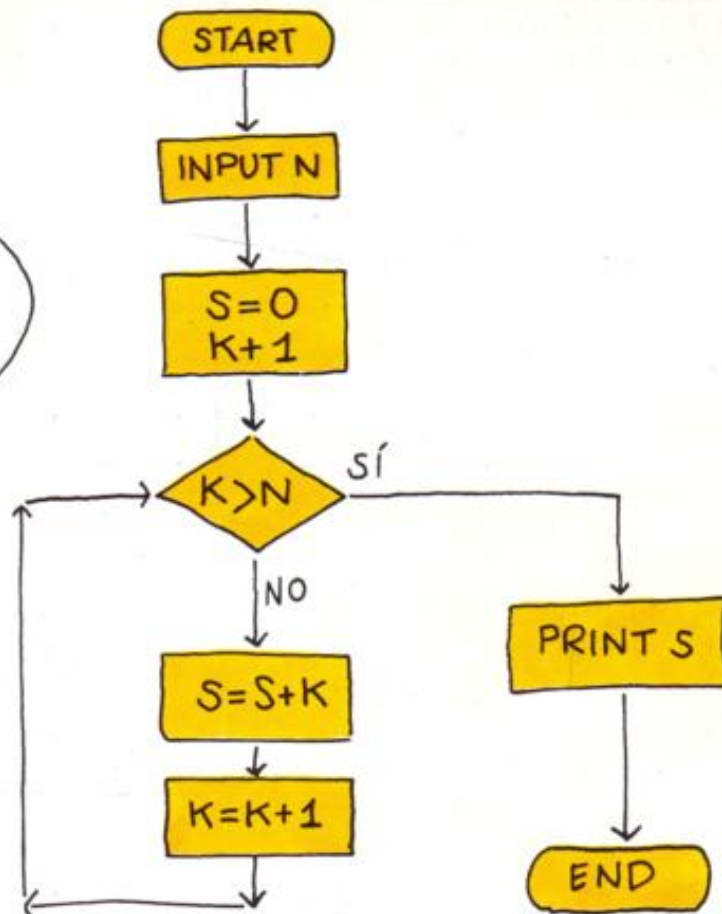 START
INPUT N
S=0
K+1
K>N
SÍ
NO
S=S+K
PRINT S
K=K+1
END